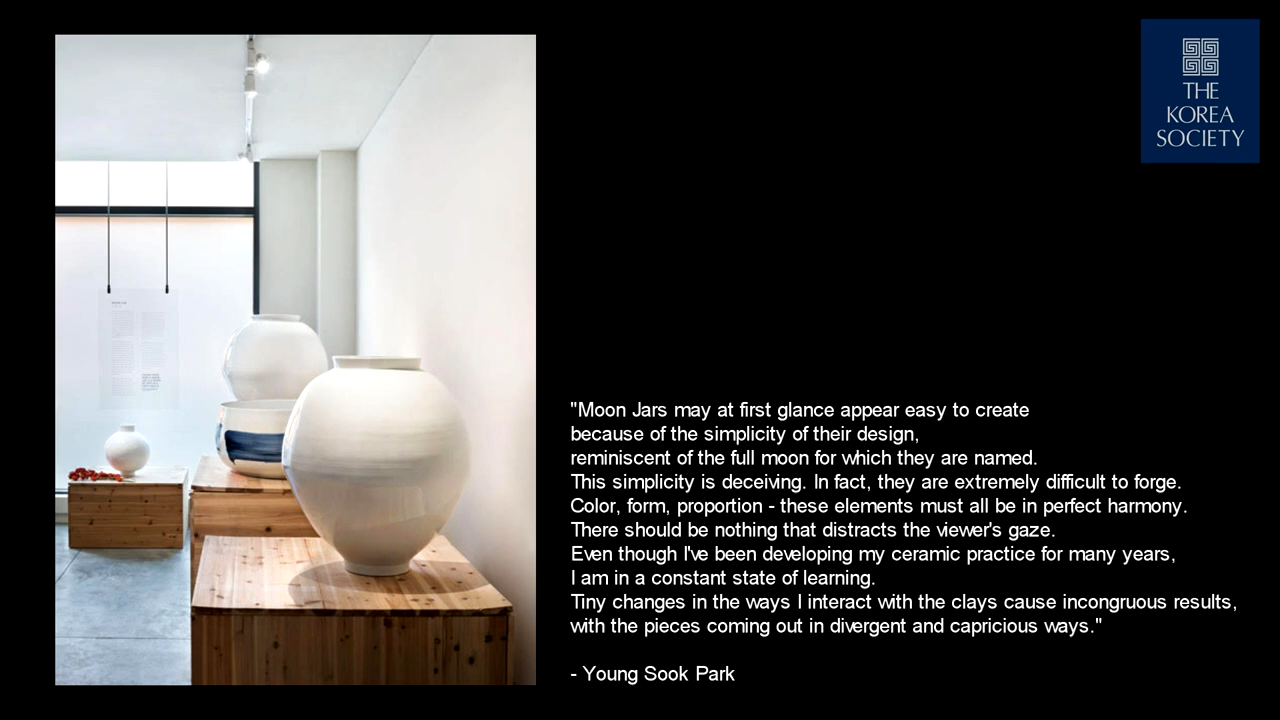 THE
KOREA
SOCIETY
"Moon Jars may at first glance appear easy to create
because of the simplicity of their design,
reminiscent of the full moon for which they are named.
This simplicity is deceiving. In fact, they are extremely difficult to forge.
Color, form, proportion - these elements must all be in perfect harmony.
There should be nothing that distracts the viewer's gaze.
Even though I've been developing my ceramic practice for many years,
I am in a constant state of learning.
Tiny changes in the ways I interact with the clays cause incongruous results,
with the pieces coming out in divergent and capricious ways."
- Young Sook Park